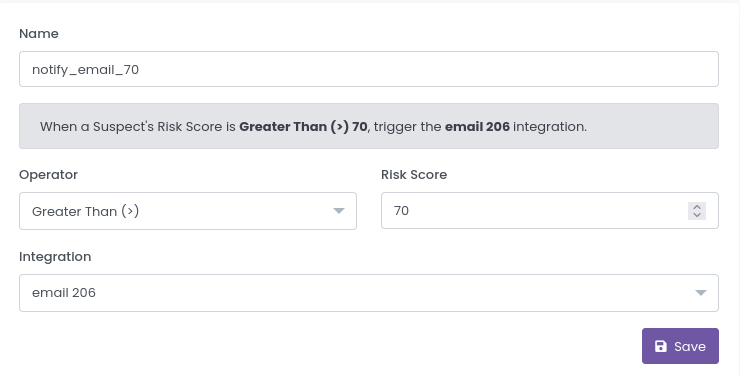 Name
notify_email_70
When a Suspect's Risk Score is Greater Than (>) 70, trigger the email 206 integration.
Operator
Risk Score
Greater Than (>)
70
Integration
email 206
Save